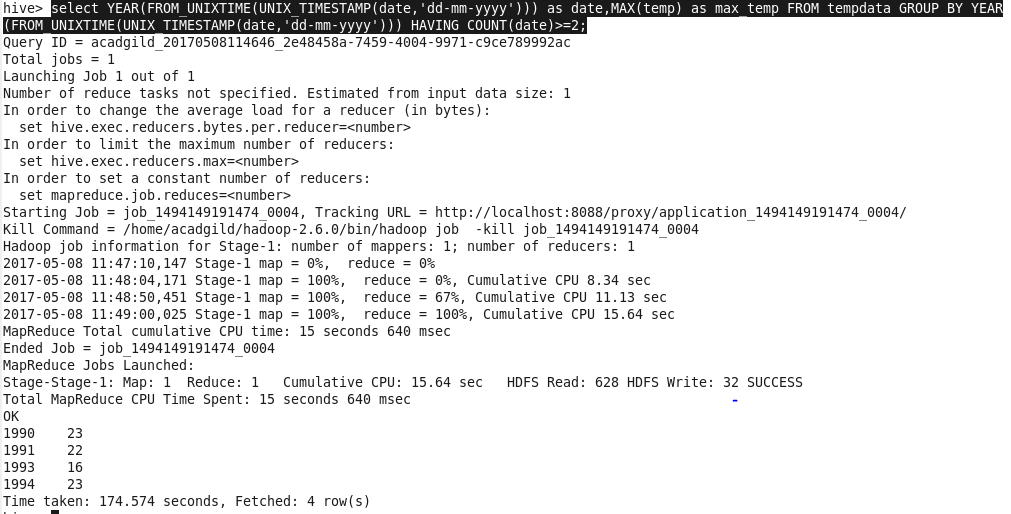 hive> select YEAR(FROM_UNIXTIME(UNIX_TIMESTAMP(date,'dd-mm-yyyy'))) as date,MAX(temp) as max_temp FROM tempdata GROUP BY YEAR
(FROM_UNIXTIME(UNIX_TIMESTAMP(date,'dd-mm-yyyy'))) HAVING COUNT(date)>=2;
Query ID = acadgild_20170508114646_2e48458a-7459-4004-9971-c9ce789992ac
Total jobs = 1
Launching Job 1 out of 1
Number of reduce tasks not specified. Estimated from input data size: 1
In order to change the average load for a reducer (in bytes):
  set hive.exec.reducers.bytes.per.reducer=<number>
In order to limit the maximum number of reducers:
  set hive.exec.reducers.max=<number>
In order to set a constant number of reducers:
  set mapreduce.job.reduces=<number>
Starting Job = job_1494149191474_0004, Tracking URL = http://localhost:8088/proxy/application_1494149191474_0004/
Kill Command = /home/acadgild/hadoop-2.6.0/bin/hadoop job  -kill job_1494149191474_0004
Hadoop job information for Stage-1: number of mappers: 1; number of reducers: 1
2017-05-08 11:47:10,147 Stage-1 map = 0%,  reduce = 0%
2017-05-08 11:48:04,171 Stage-1 map = 100%,  reduce = 0%, Cumulative CPU 8.34 sec
2017-05-08 11:48:50,451 Stage-1 map = 100%,  reduce = 67%, Cumulative CPU 11.13 sec
2017-05-08 11:49:00,025 Stage-1 map = 100%,  reduce = 100%, Cumulative CPU 15.64 sec
MapReduce Total cumulative CPU time: 15 seconds 640 msec
Ended Job = job_1494149191474_0004
MapReduce Jobs Launched:
Stage-Stage-1: Map: 1  Reduce: 1   Cumulative CPU: 15.64 sec   HDFS Read: 628 HDFS Write: 32 SUCCESS
Total MapReduce CPU Time Spent: 15 seconds 640 msec
OK
1990    23
1991    22
1993    16
1994    23
Time taken: 174.574 seconds, Fetched: 4 row(s)